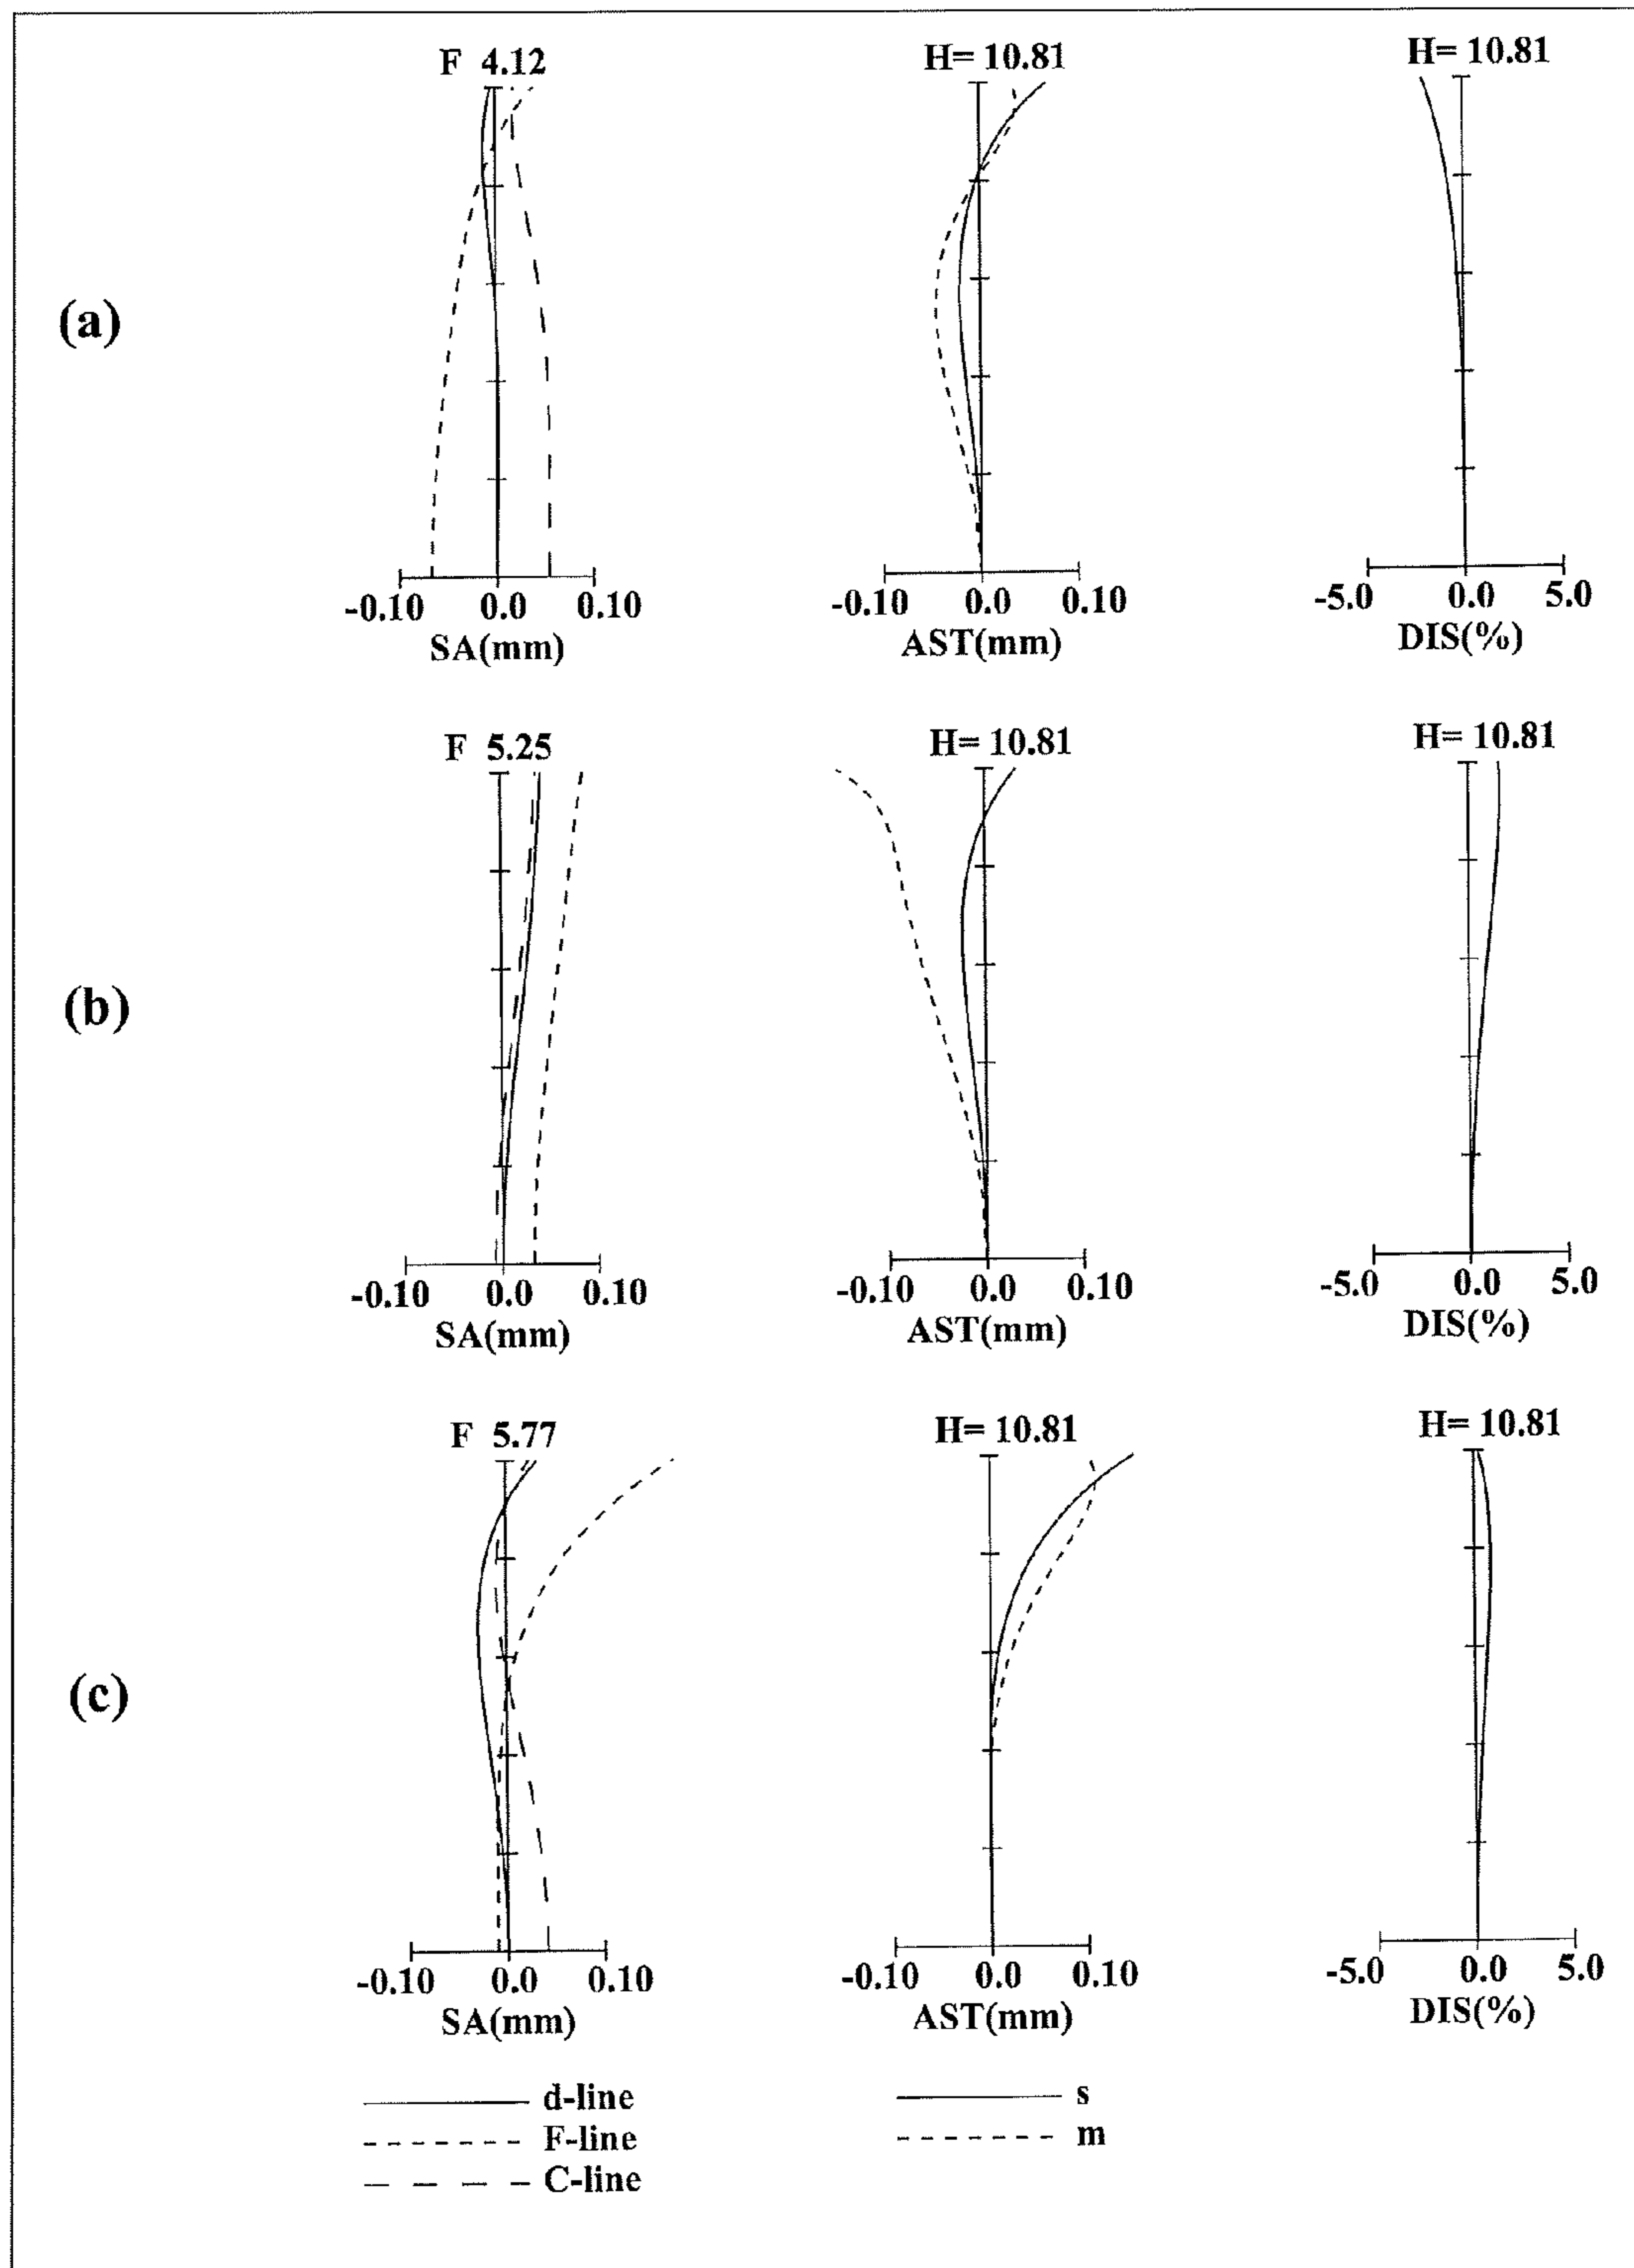 F 4.12 H= 10.81 H= 10.81
(a)
-0.10 0.0 0.10 -0.10 0.0 0.10 -5.0 0.0 5.0
SA(mm) AST(mm) DIS(%)
F 5.25 H= 10.81 H= 10.81
(b)
-0.10 0.0 0.10 -0.10 0.0 0.10 -5.0 0.0 5.0
SA(mm) AST(mm) DIS(%)
F 5.77 H= 10.81 H= 10.81
(c)
-0.10 0.0 0.10 -0.10 0.0 0.10 -5.0 0.0 5.0
SA(mm) AST(mm) DIS(%)
d-line s
F-line m
C-line